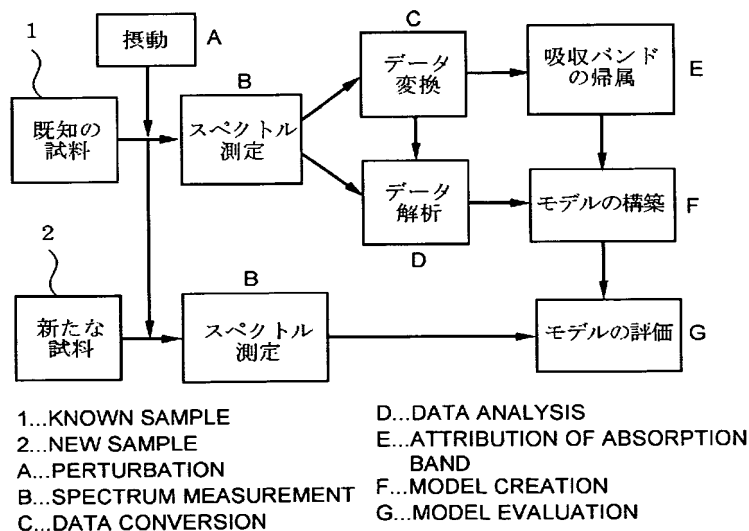 1
摂動
A
既知の
試料
B
スペクトル
測定
C
データ
変換
吸収バンド
の帰属
E
データ
解析
D
モデルの構築
F
2
新たな
試料
B
スペクトル
測定
モデルの評価
G
1...KNOWN SAMPLE
2...NEW SAMPLE
A...PERTURBATION
B...SPECTRUM MEASUREMENT
C...DATA CONVERSION
D...DATA ANALYSIS
E...ATTRIBUTION OF ABSORPTION
BAND
F...MODEL CREATION
G...MODEL EVALUATION